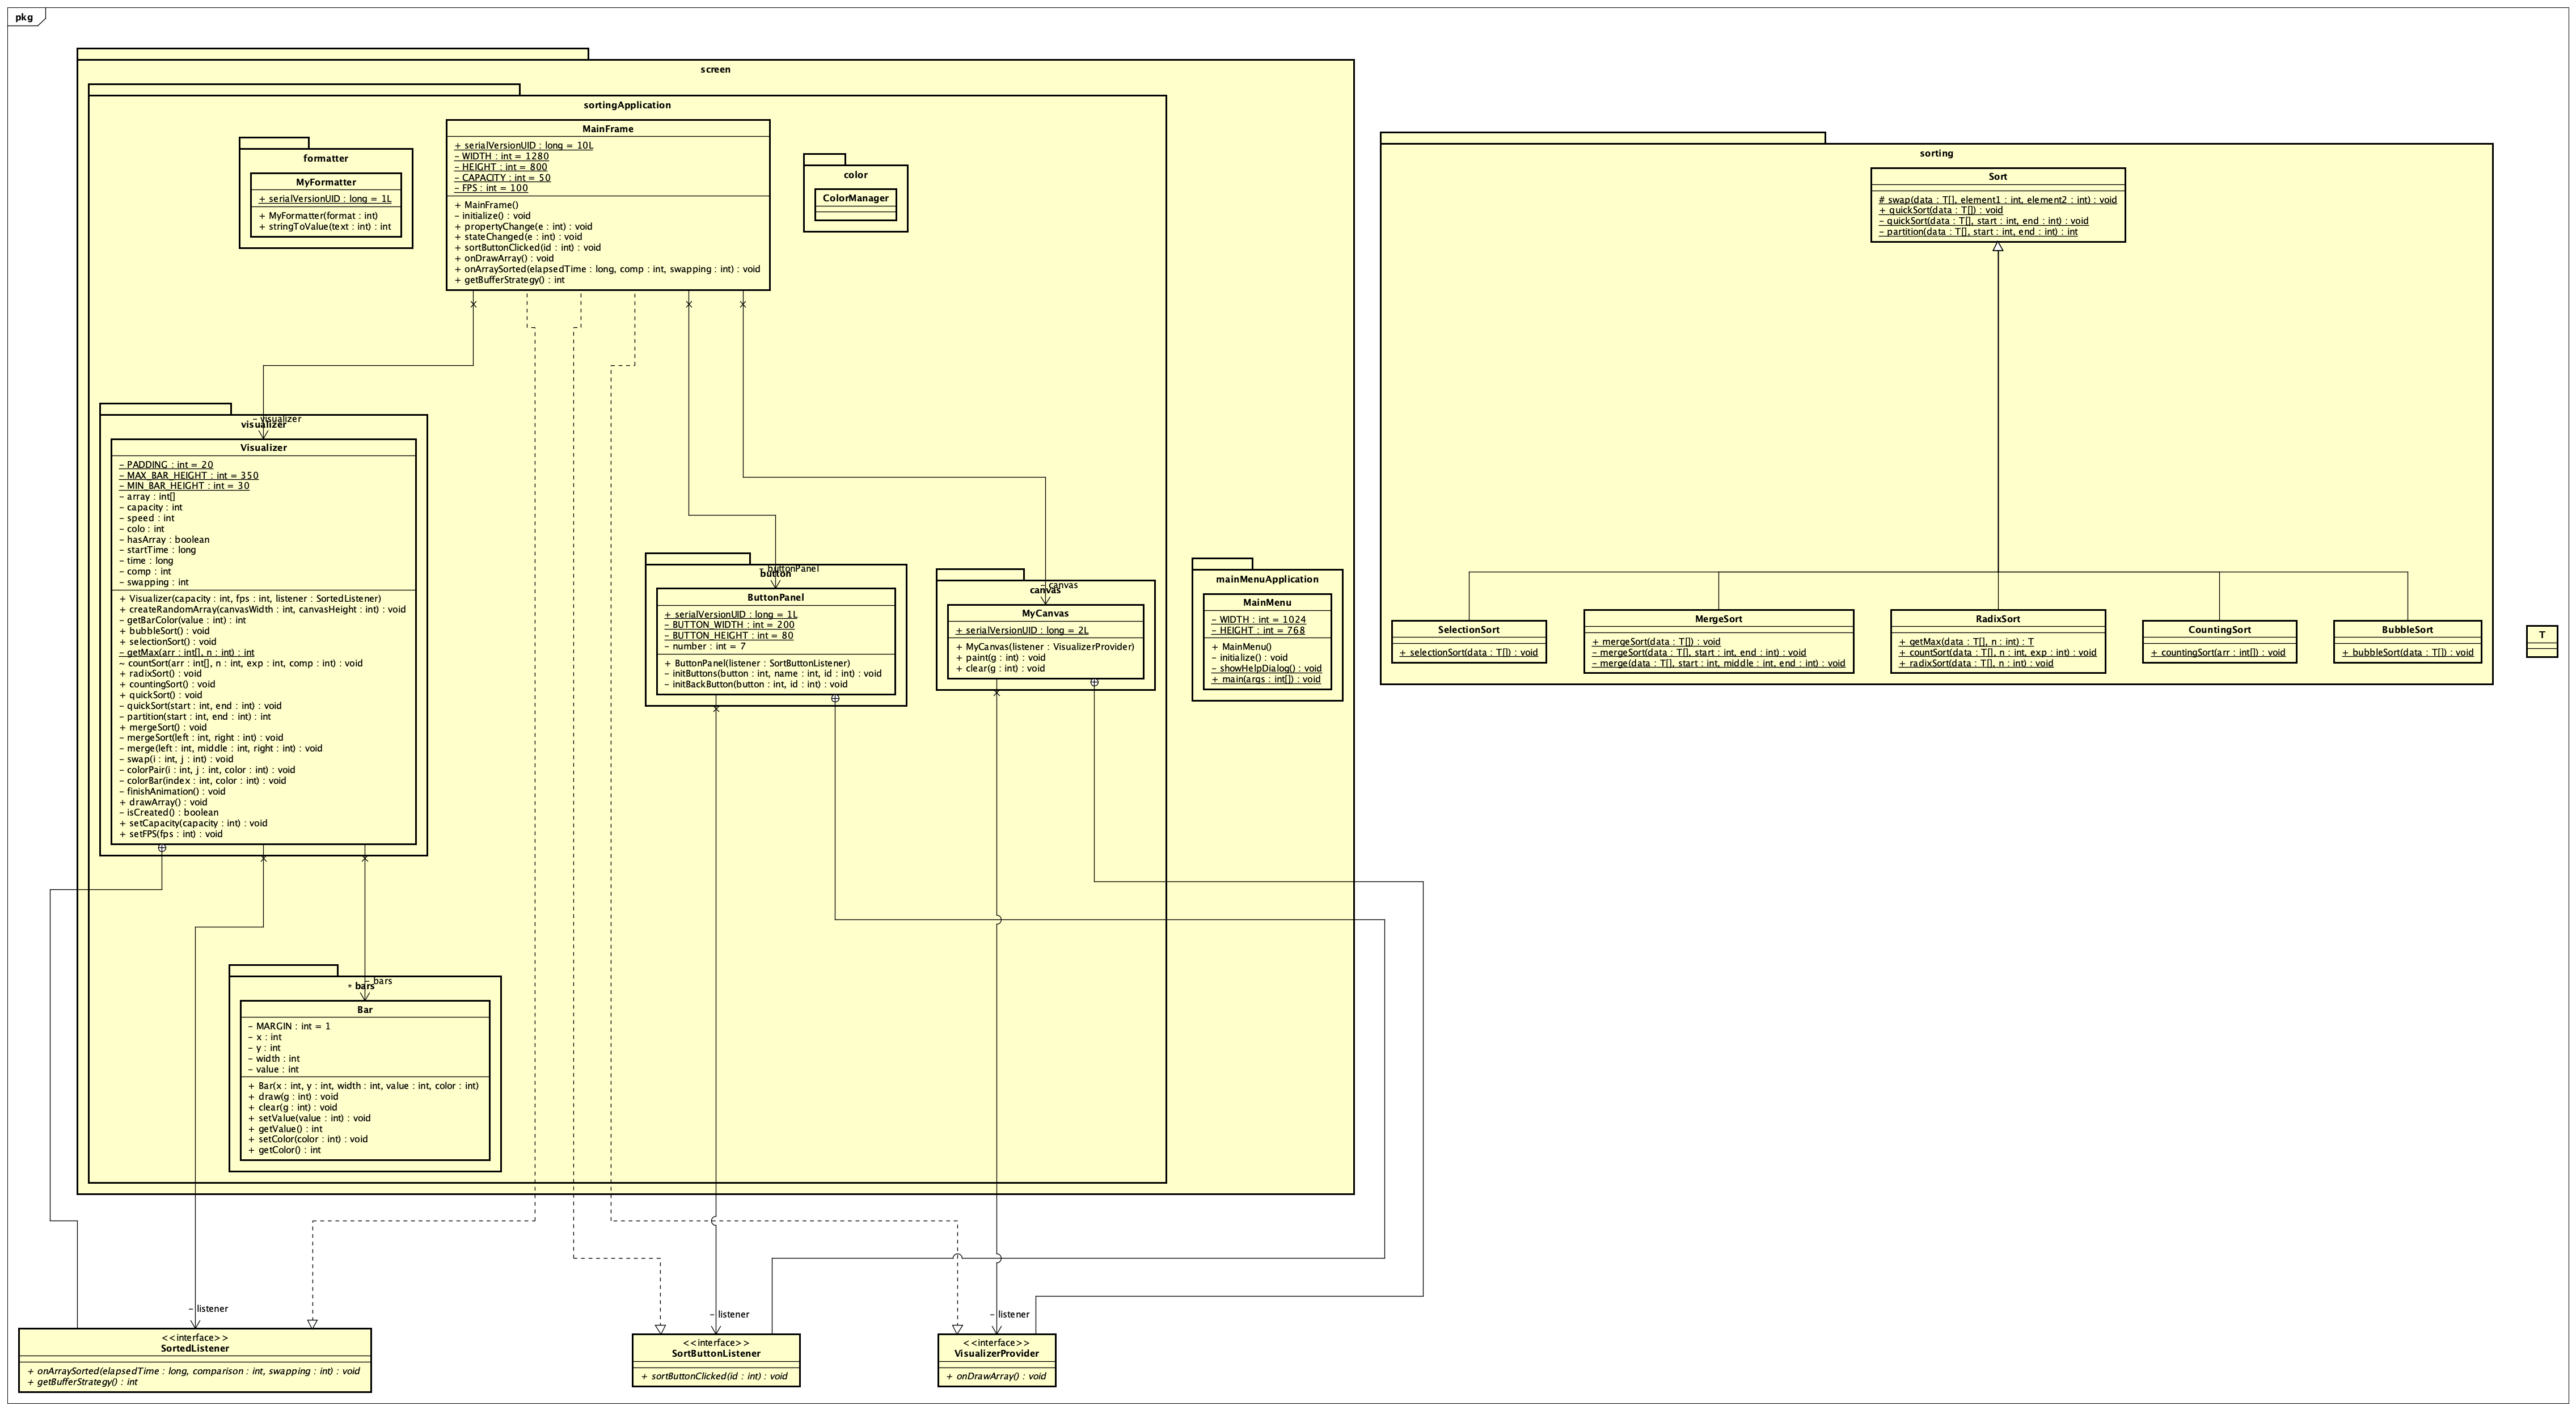 pkg
screen
sortingApplication
formatter
MyFormatter
+ serialVersionUID : long = 1L
+ MyFormatter(format : int)
+ stringToValue(text : int) : int
MainFrame
+ serialVersionUID : long = 10L
- WIDTH : int = 1280
- HEIGHT : int = 800
- CAPACITY : int = 50
- FPS : int = 100
+ MainFrame()
- initialize() : void
+ propertyChange(e : int) : void
+ stateChanged(e : int) : void
+ sortButtonClicked(id : int) : void
+ onDrawArray() : void
+ onArraySorted(elapsedTime : long, comp : int, swapping : int) : void
+ getBufferStrategy() : int
color
ColorManager
- visualizer
visualizer
Visualizer
- PADDING : int = 20
- MAX_BAR_HEIGHT : int = 350
- MIN_BAR_HEIGHT : int = 30
- array : int[]
- capacity : int
- speed : int
- colo : int
- hasArray : boolean
- startTime : long
- time : long
- comp : int
- swapping : int
+ Visualizer(capacity : int, fps : int, listener : SortedListener)
+ createRandomArray(canvasWidth : int, canvasHeight : int) : void
- getBarColor(value : int) : int
+ bubbleSort() : void
+ selectionSort() : void
- getMax(arr : int[], n : int) : int
~ countSort(arr : int[], n : int, exp : int, comp : int) : void
+ radixSort() : void
+ countingSort() : void
+ quickSort() : void
- quickSort(start : int, end : int) : void
- partition(start : int, end : int) : int
+ mergeSort() : void
- mergeSort(left : int, right : int) : void
- merge(left : int, middle : int, right : int) : void
- swap(i : int, j : int) : void
- colorPair(i : int, j : int, color : int) : void
- colorBar(index : int, color : int) : void
- finishAnimation() : void
+ drawArray() : void
- isCreated() : boolean
+ setCapacity(capacity : int) : void
+ setFPS(fps : int) : void
- buttonPanel
button
ButtonPanel
+ serialVersionUID : long = 1L
- BUTTON_WIDTH : int = 200
- BUTTON_HEIGHT : int = 80
- number : int = 7
+ ButtonPanel(listener : SortButtonListener)
- initButtons(button : int, name : int, id : int) : void
- initBackButton(button : int, id : int) : void
- canvas
canvas
MyCanvas
+ serialVersionUID : long = 2L
+ MyCanvas(listener : VisualizerProvider)
+ paint(g : int) : void
+ clear(g : int) : void
mainMenuApplication
MainMenu
- WIDTH : int = 1024
- HEIGHT : int = 768
+ MainMenu()
- initialize() : void
- showHelpDialog() : void
+ main(args : int[]) : void
- bars
* bars
Bar
- MARGIN : int = 1
- x : int
- y : int
- width : int
- value : int
+ Bar(x : int, y : int, width : int, value : int, color : int)
+ draw(g : int) : void
+ clear(g : int) : void
+ setValue(value : int) : void
+ getValue() : int
+ setColor(color : int) : void
+ getColor() : int
sorting
Sort
# swap(data : T[], element1 : int, element2 : int) : void
+ quickSort(data : T[]) : void
- quickSort(data : T[], start : int, end : int) : void
- partition(data : T[], start : int, end : int) : int
SelectionSort
+ selectionSort(data : T[]) : void
MergeSort
+ mergeSort(data : T[]) : void
- mergeSort(data : T[], start : int, end : int) : void
- merge(data : T[], start : int, middle : int, end : int) : void
RadixSort
+ getMax(data : T[], n : int) : T
+ countSort(data : T[], n : int, exp : int) : void
+ radixSort(data : T[], n : int) : void
CountingSort
+ countingSort(arr : int[]) : void
BubbleSort
+ bubbleSort(data : T[]) : void
T
- listener
<<interface>>
SortedListener
+ onArraySorted(elapsedTime : long, comparison : int, swapping : int) : void
+ getBufferStrategy() : int
- listener
<<interface>>
SortButtonListener
+ sortButtonClicked(id : int) : void
- listener
<<interface>>
VisualizerProvider
+ onDrawArray() : void